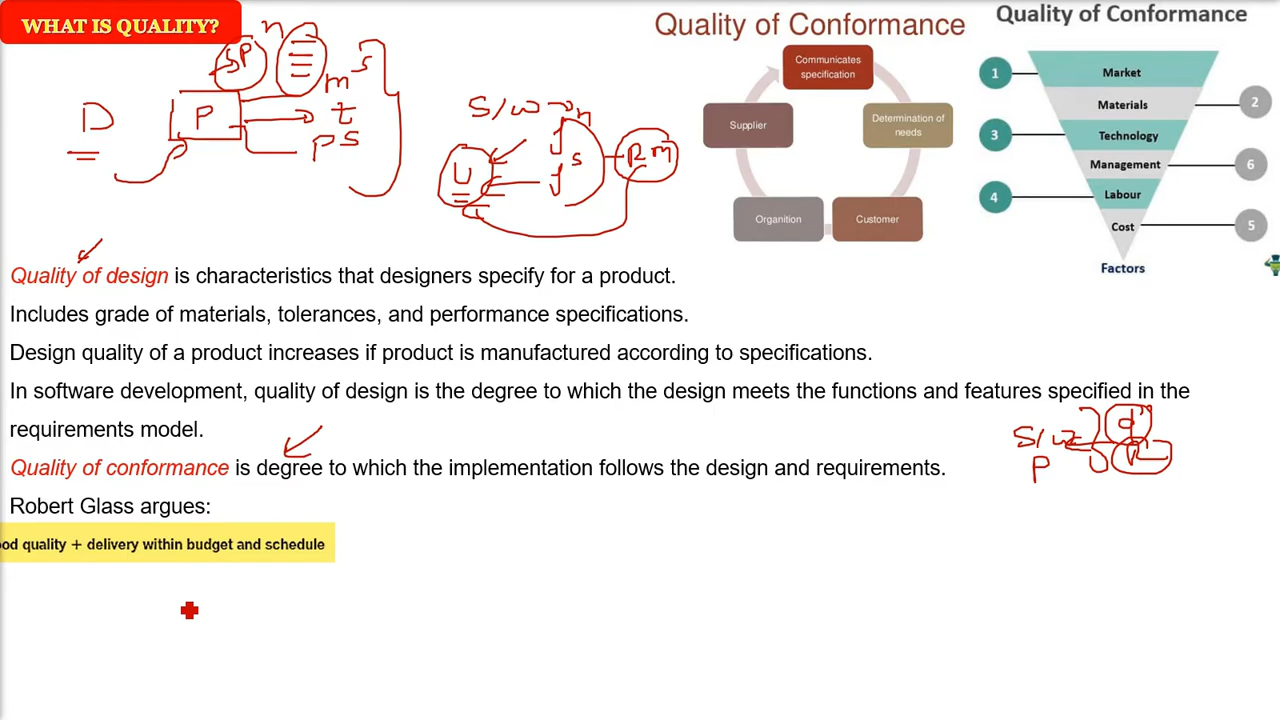 WHAT IS QUALITY?
D
P
SP
m
t
PS
S/w
U
S
Rm
Quality of Conformance
Communicates
specification
Supplier
Determination of
needs
Organition
Customer
Quality of Conformance
1
Market
Materials
2
3
Technology
Management
6
4
Labour
Cost
5
Factors
Quality of design is characteristics that designers specify for a product.
Includes grade of materials, tolerances, and performance specifications.
Design quality of a product increases if product is manufactured according to specifications.
In software development, quality of design is the degree to which the design meets the functions and features specified in the
requirements model.
S/w
d
P
Quality of conformance is degree to which the implementation follows the design and requirements.
Robert Glass argues:
ood quality + delivery within budget and schedule